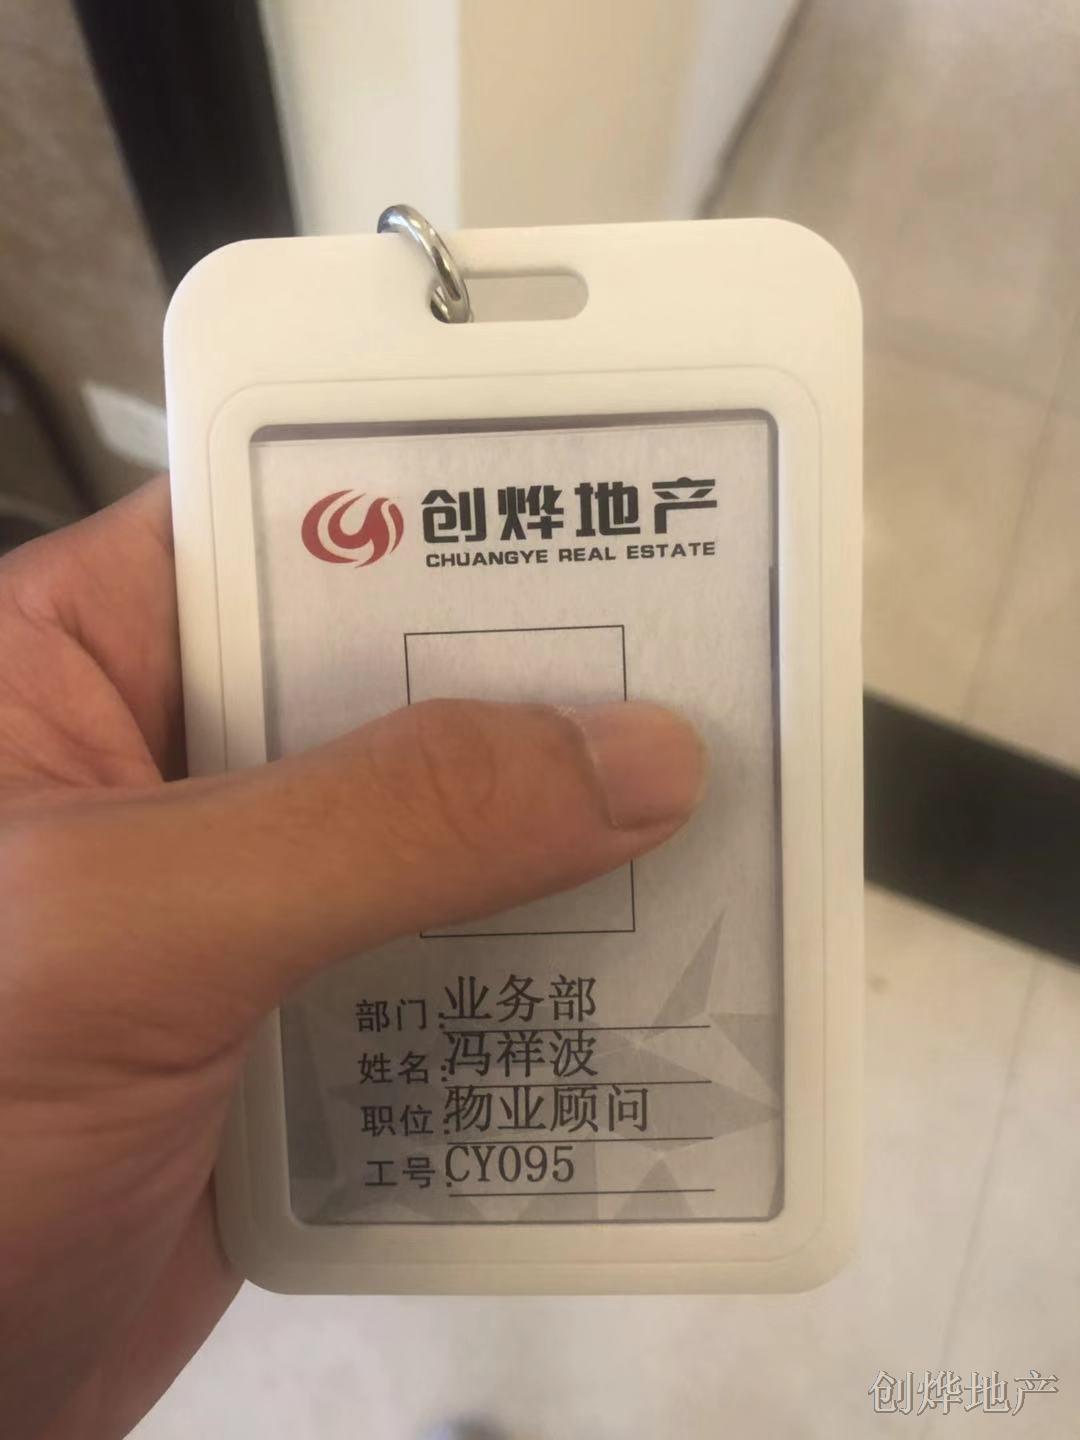 创烨地产
CHUANGYE REAL ESTATE
部门:业务部
姓名:冯祥波
职位:物业顾问
工号:CY095
创烨地产